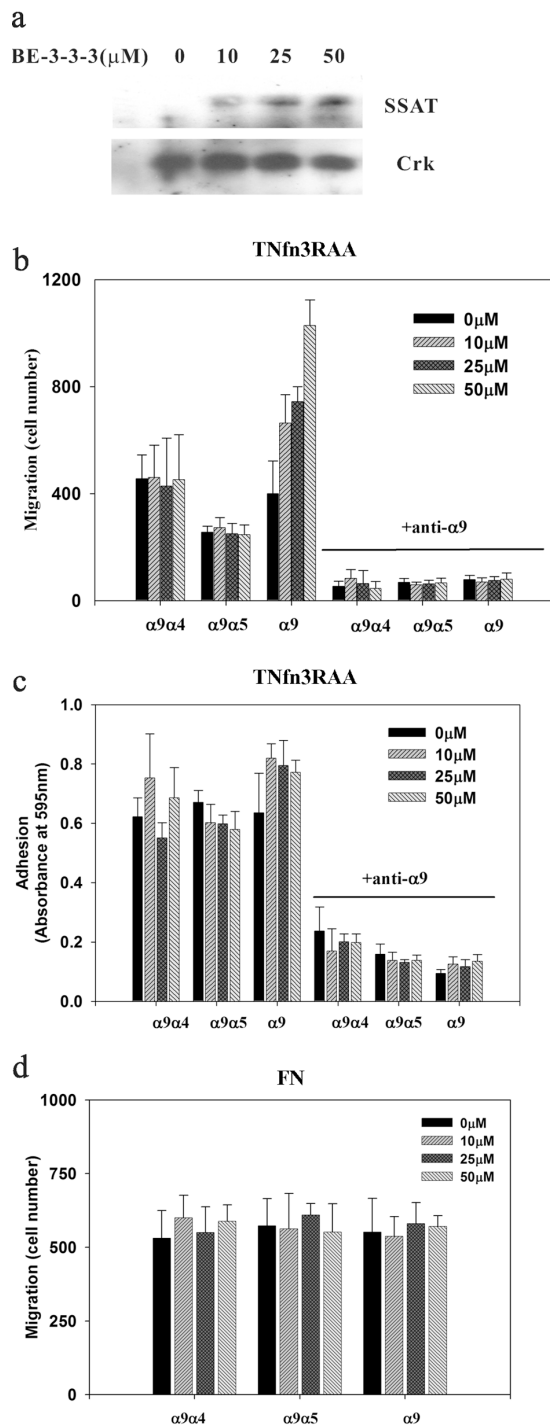 a
BE-3-3-3(μM) 0 10 25 50
SSAT
Crk
b
TNfn3RAA
1200
800
400
0
Migration (cell number)
0μM
10μM
25μM
50μM
+anti-α9
α9α4 α9α5 α9 α9α4 α9α5 α9
c
TNfn3RAA
1.0
0.8
0.6
0.4
0.2
0.0
Adhesion
(Absorbance at 595nm)
0μM
10μM
25μM
50μM
+anti-α9
α9α4 α9α5 α9 α9α4 α9α5 α9
d
FN
1000
750
500
250
0
Migration (cell number)
0μM
10μM
25μM
50μM
α9α4 α9α5 α9